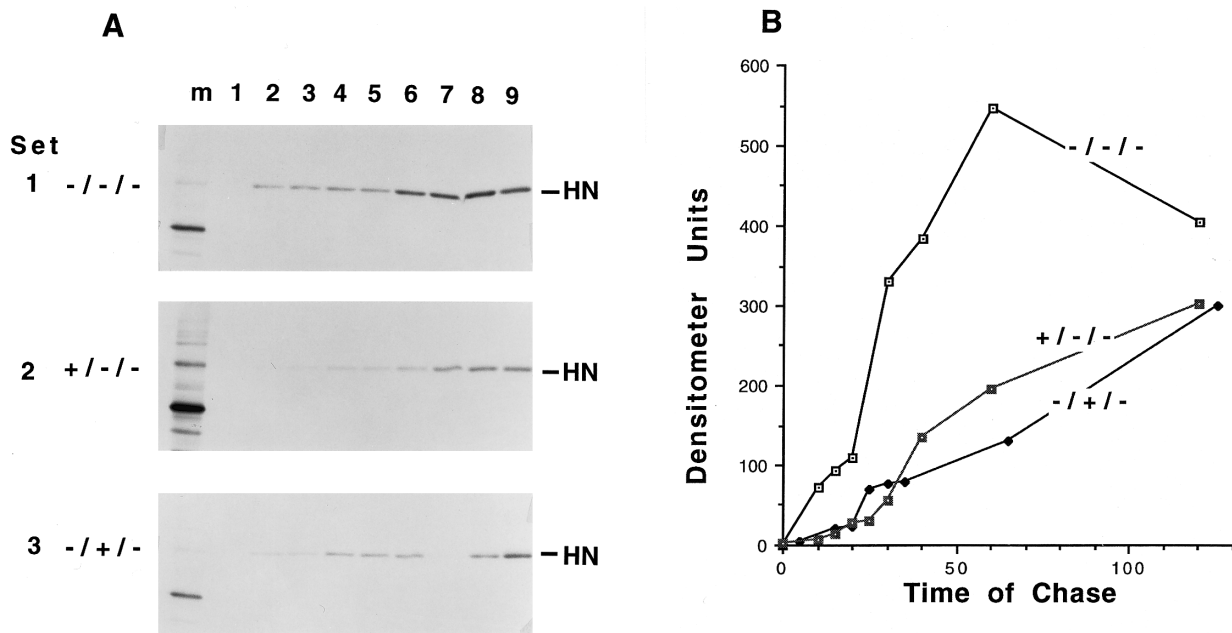 A
m 1 2 3 4 5 6 7 8 9
Set
1 -/-/- HN
2 +/-/- HN
3 -/+/- HN
B
600
500
400
300
200
100
0
Densitometer Units
-/-/-
+/-/-
-/+/-
0 50 100
Time of Chase